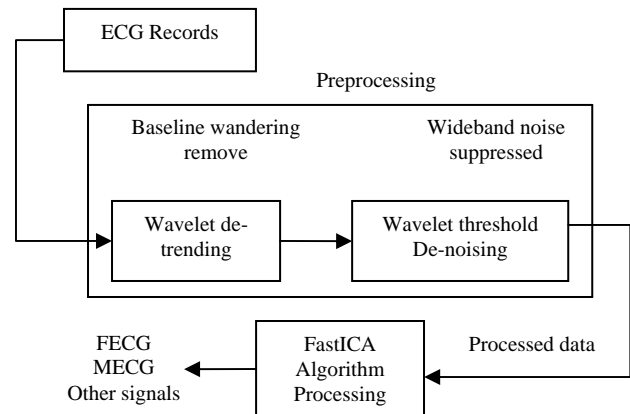 ECG Records
Preprocessing
Baseline wandering
remove
Wideband noise
suppressed
Wavelet de-
trending
Wavelet threshold
De-noising
FECG
MECG
Other signals
FastICA
Algorithm
Processing
Processed data